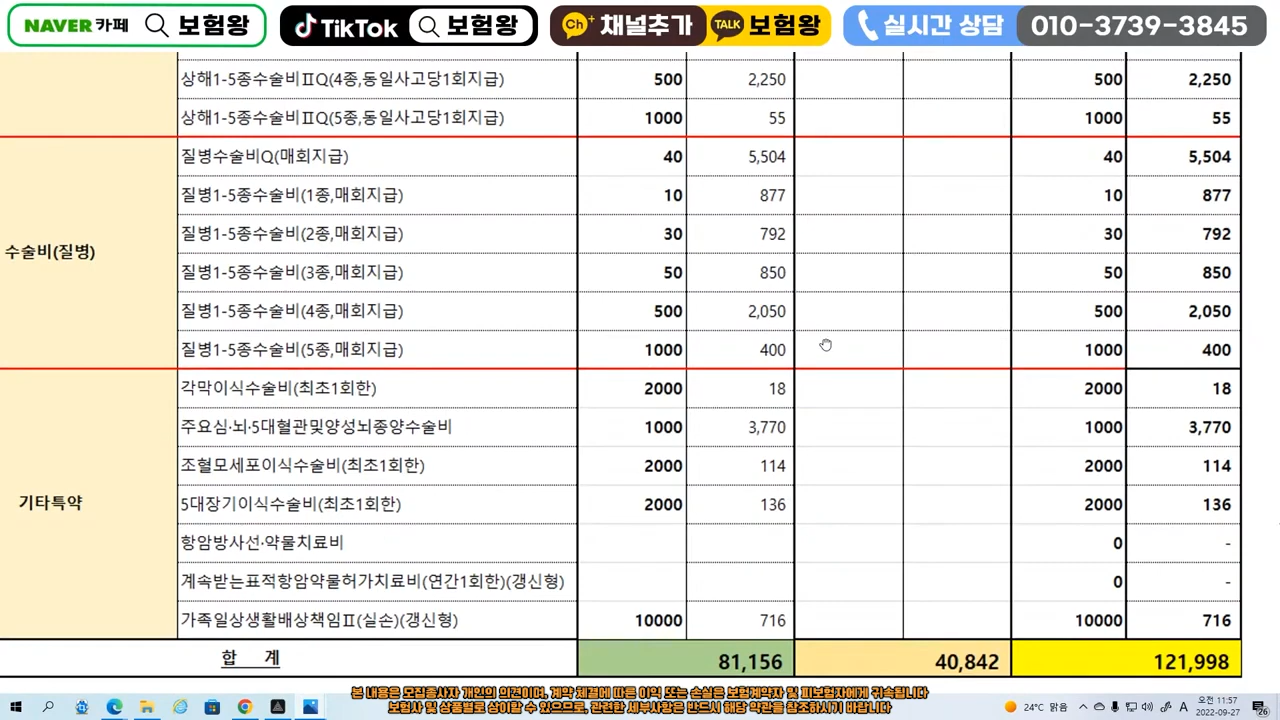 NAVER 카페 보험왕 TikTok 보험왕 Ch+ 채널추가 TALK 보험왕 실시간 상담 010-3739-3845
상해1-5종수술비ⅡQ(4종,동일사고당1회지급) 500 2,250 500 2,250
상해1-5종수술비ⅡQ(5종,동일사고당1회지급) 1000 55 1000 55
수술비(질병)
질병수술비Q(매회지급) 40 5,504 40 5,504
질병1-5종수술비(1종,매회지급) 10 877 10 877
질병1-5종수술비(2종,매회지급) 30 792 30 792
질병1-5종수술비(3종,매회지급) 50 850 50 850
질병1-5종수술비(4종,매회지급) 500 2,050 500 2,050
질병1-5종수술비(5종,매회지급) 1000 400 1000 400
기타특약
각막이식수술비(최초1회한) 2000 18 2000 18
주요심·뇌·5대혈관및양성뇌종양수술비 1000 3,770 1000 3,770
조혈모세포이식수술비(최초1회한) 2000 114 2000 114
5대장기이식수술비(최초1회한) 2000 136 2000 136
항암방사선·약물치료비 0 -
계속받는표적항암약물허가치료비(연간1회한)(갱신형) 0 -
가족일상생활배상책임Ⅱ(실손)(갱신형) 10000 716 10000 716
합 계 81,156 40,842 121,998
본 내용은 모집종사자 개인의 의견이며, 계약 체결에 따른 이익 또는 손실은 보험계약자 및 피보험자에게 귀속됩니다
보험사 및 상품별로 상이할 수 있으므로, 관련한 세부사항은 반드시 해당 약관을 참조하시기 바랍니다
24℃ 맑음 A 오전 11:57
2022-09-27 26